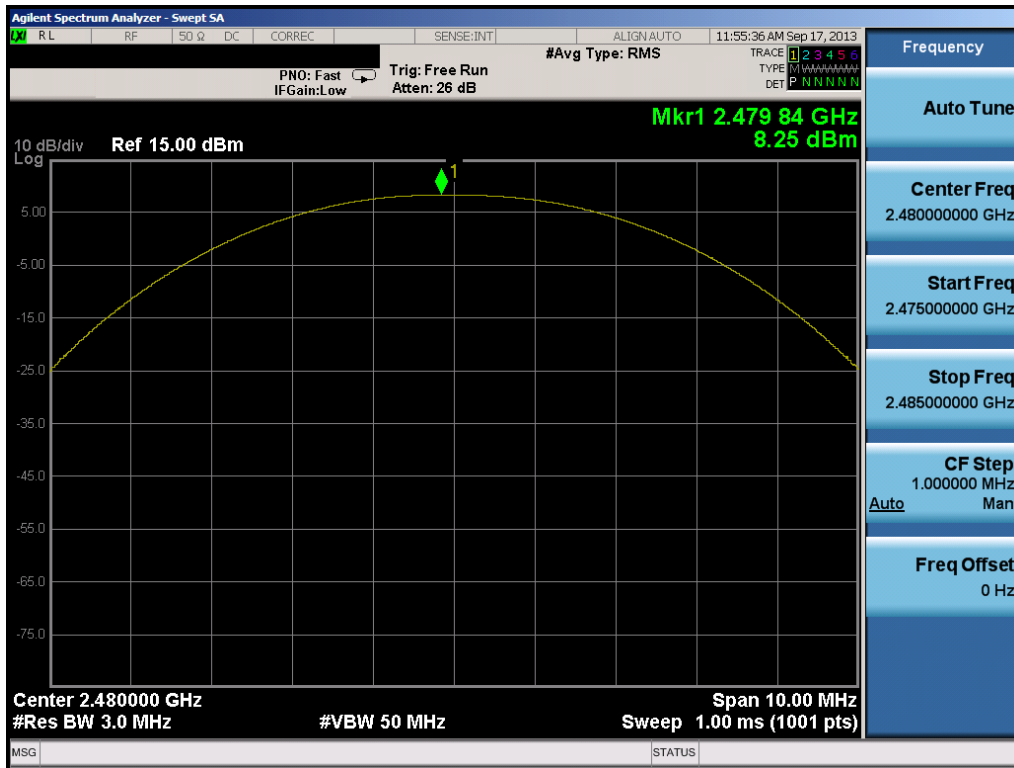 Agilent Spectrum Analyzer - Swept SA
LXI RL RF 50 Ω DC CORREC SENSE:INT ALIGN AUTO 11:55:36 AM Sep 17, 2013
#Avg Type: RMS TRACE 1 2 3 4 5 6
PNO: Fast Trig: Free Run TYPE M W W W W W
IFGain:Low Atten: 26 dB DET P N N N N N
Mkr1 2.479 84 GHz
8.25 dBm
10 dB/div Ref 15.00 dBm
Log
1
5.00
-5.00
-15.0
-25.0
-35.0
-45.0
-55.0
-65.0
-75.0
Center 2.480000 GHz Span 10.00 MHz
#Res BW 3.0 MHz #VBW 50 MHz Sweep 1.00 ms (1001 pts)
MSG STATUS
Frequency
Auto Tune
Center Freq
2.480000000 GHz
Start Freq
2.475000000 GHz
Stop Freq
2.485000000 GHz
CF Step
1.000000 MHz
Auto Man
Freq Offset
0 Hz